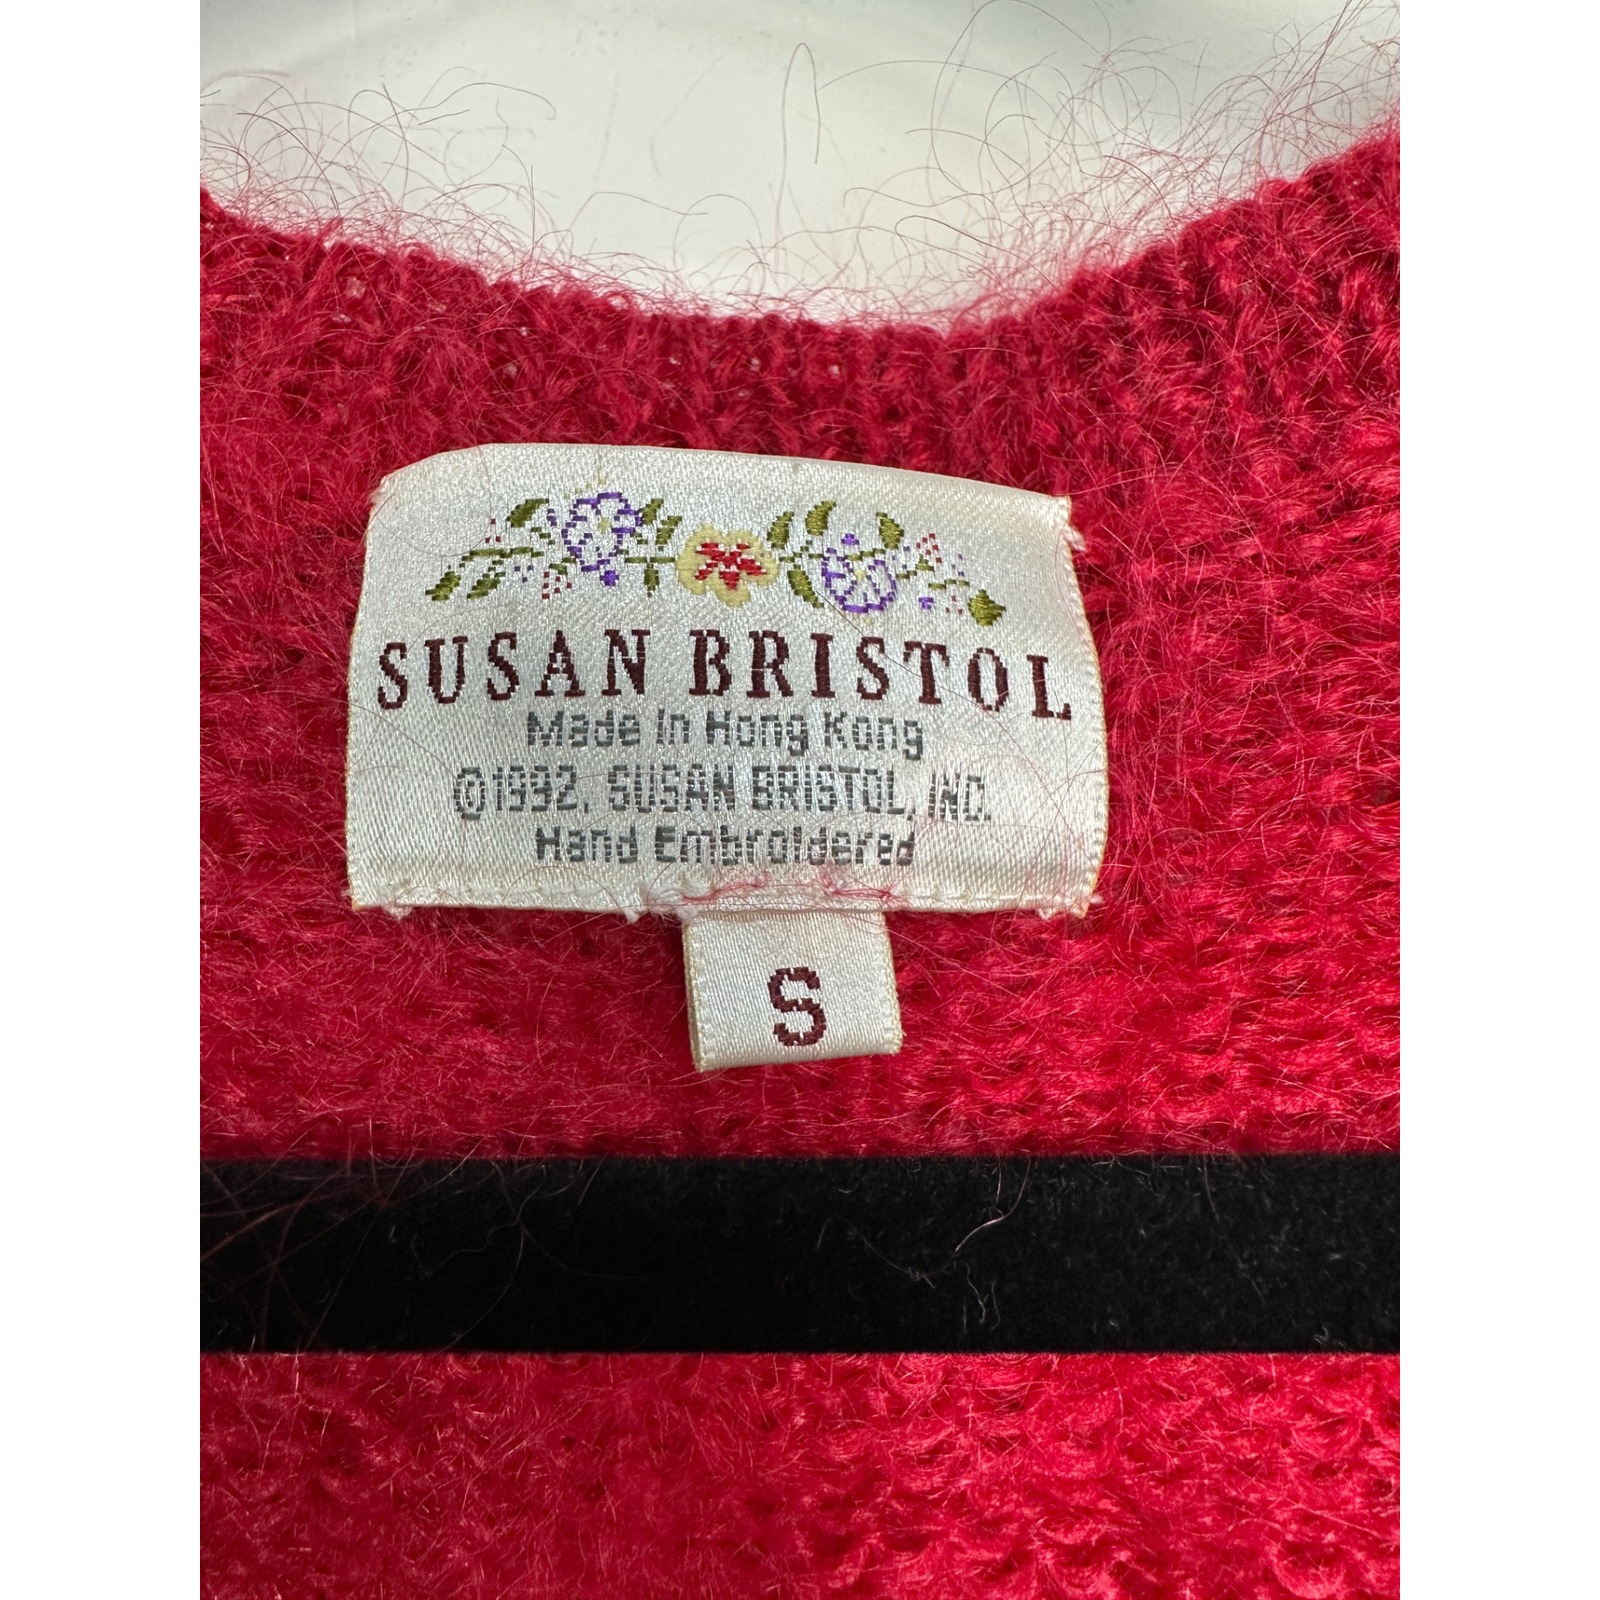 SUSAN BRISTOL
Made In Hong Kong
©1992, SUSAN BRISTOL, INC.
Hand Embroidered
S